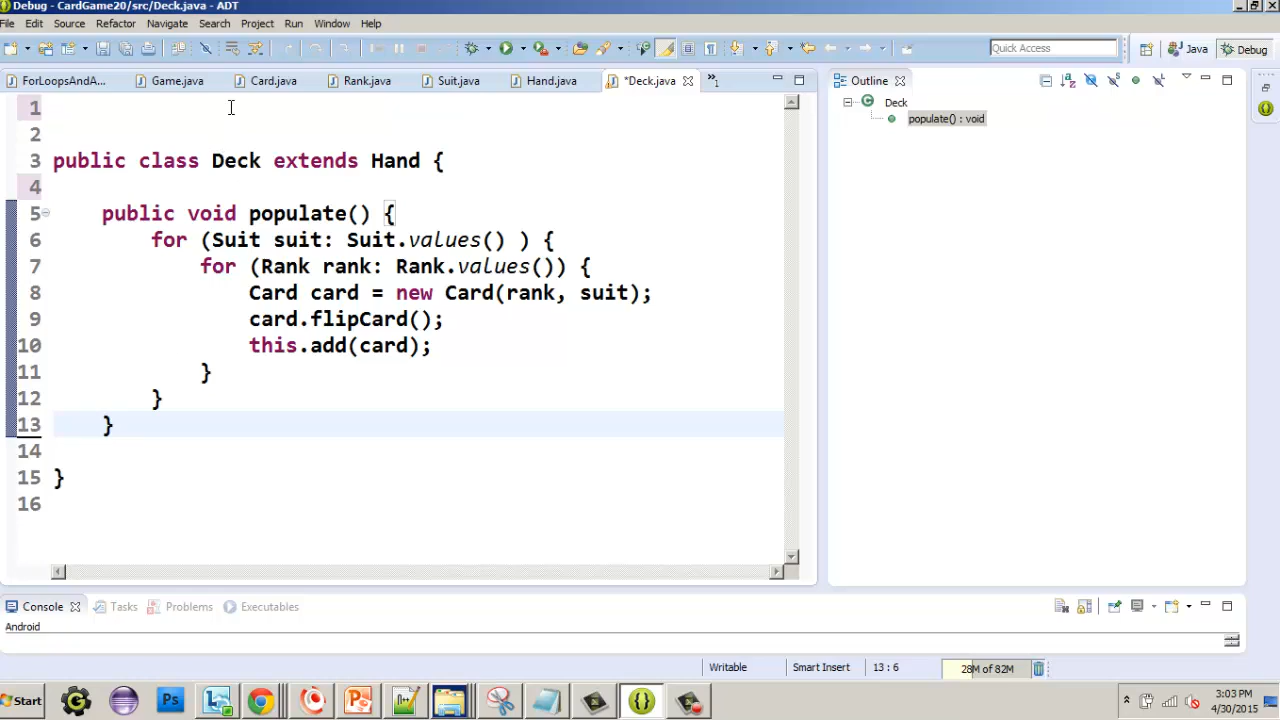 Debug - CardGame20/src/Deck.java - ADT
File Edit Source Refactor Navigate Search Project Run Window Help
Quick Access Java Debug
ForLoopsAndA... Game.java Card.java Rank.java Suit.java Hand.java *Deck.java »1 Outline
1
2
3 public class Deck extends Hand {
4
5 public void populate() {
6 for (Suit suit: Suit.values() ) {
7 for (Rank rank: Rank.values()) {
8 Card card = new Card(rank, suit);
9 card.flipCard();
10 this.add(card);
11 }
12 }
13 }
14
15 }
16
Deck
populate() : void
Console Tasks Problems Executables
Android
Writable Smart Insert 13 : 6 28M of 82M
Start Ps 3:03 PM
4/30/2015